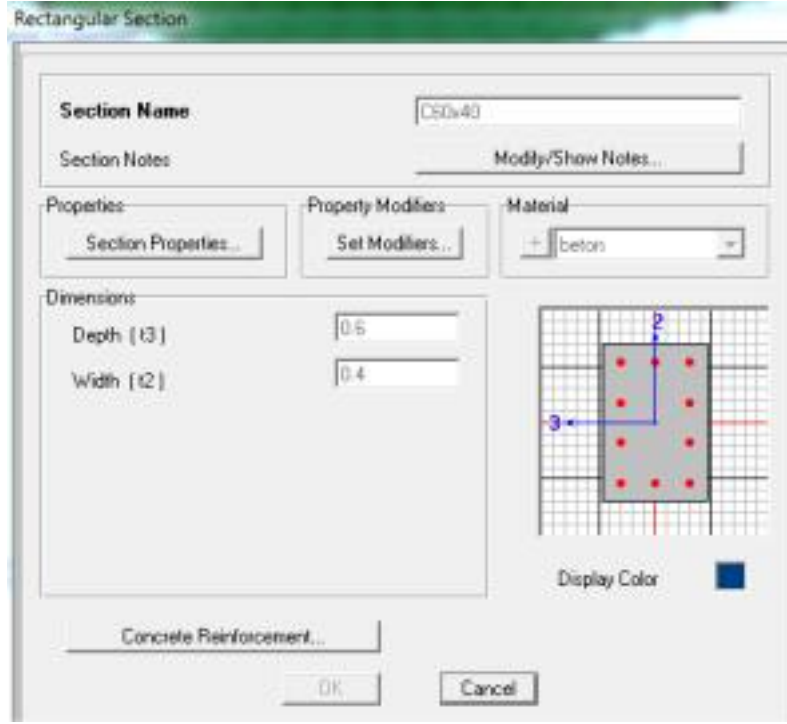 Rectangular Section
Section Name
C60x40
Section Notes
Modify/Show Notes...
Properties
Property Modifiers
Material
Section Properties...
Set Modifiers...
+
beton
Dimensions
Depth ( t3 )
0.6
Width ( t2 )
0.4
2
3
Display Color
Concrete Reinforcement...
OK
Cancel